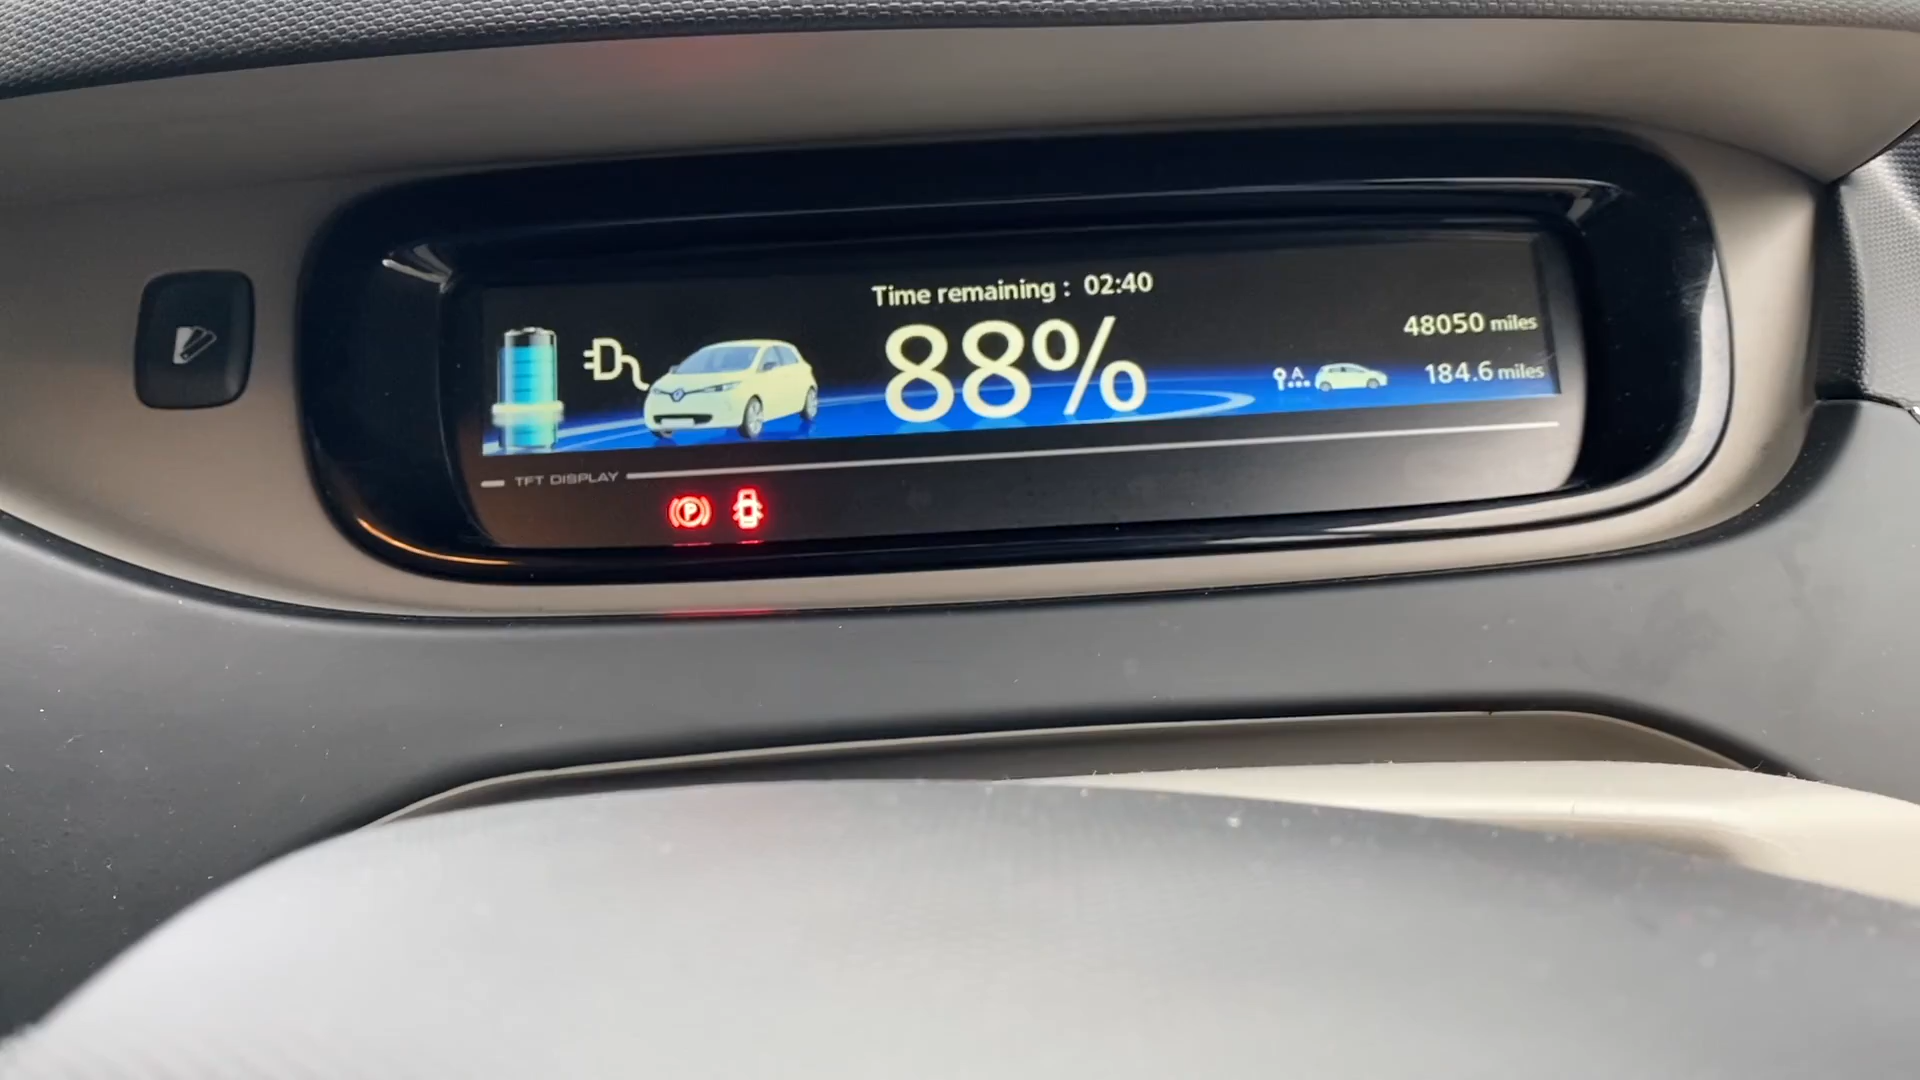 Time remaining : 02:40
88%
48050 miles
A
184.6 miles
TFT DISPLAY
P